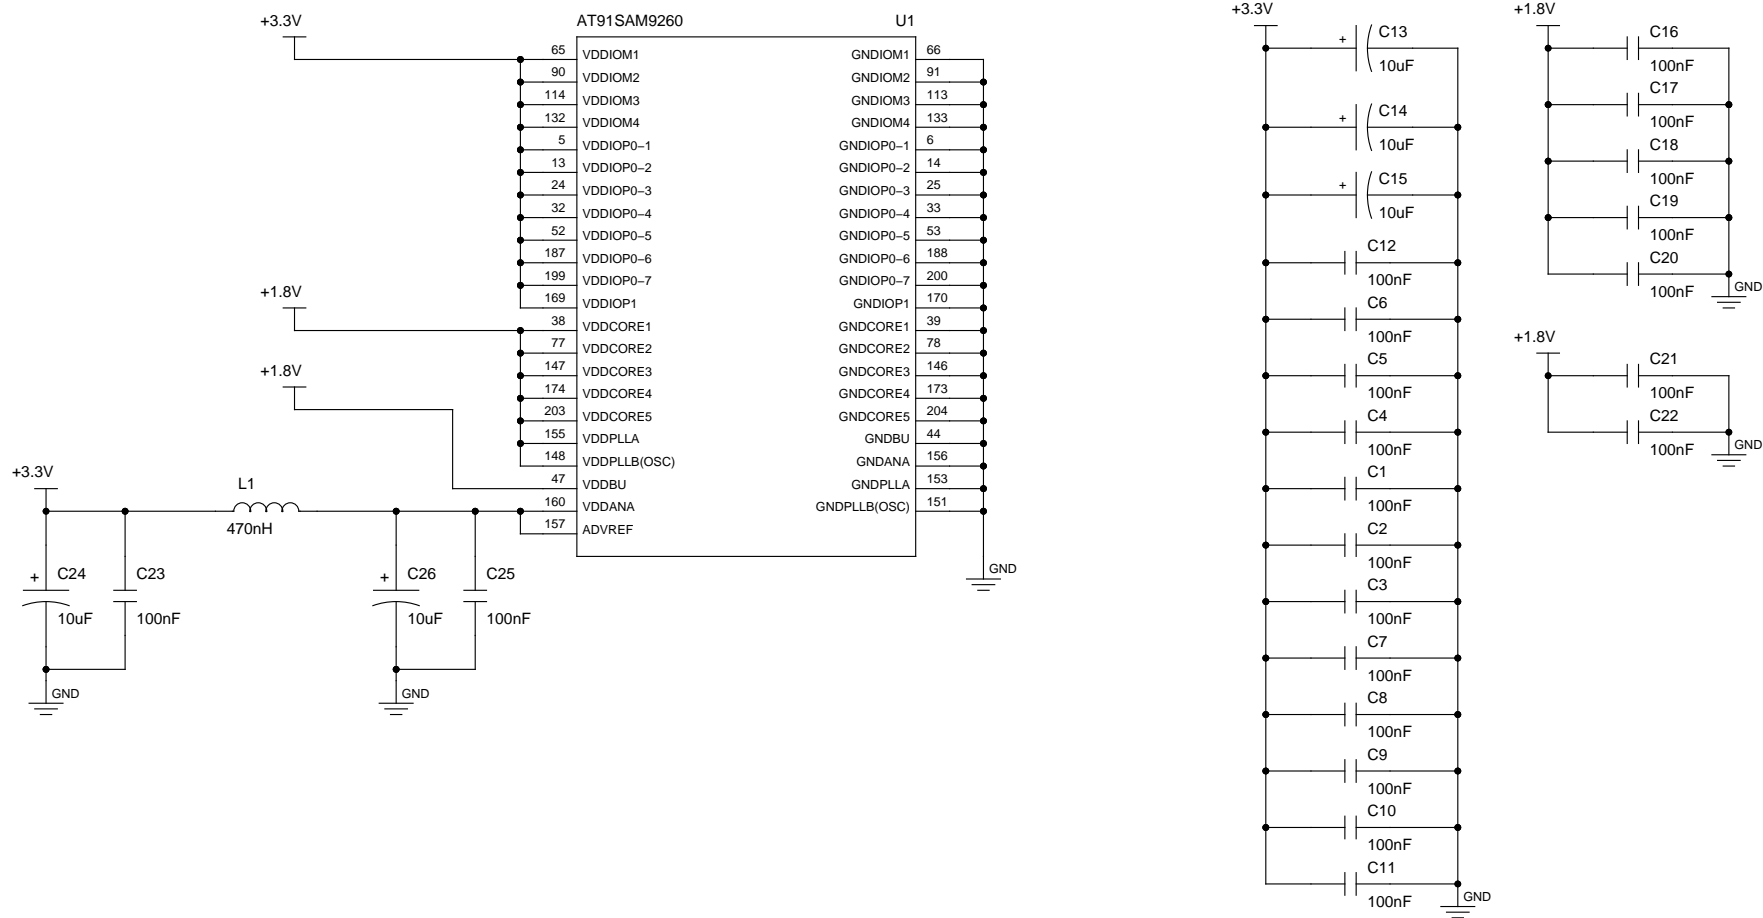 +3.3V
AT91SAM9260 U1
65 VDDIOM1 GNDIOM1 66
90 VDDIOM2 GNDIOM2 91
114 VDDIOM3 GNDIOM3 113
132 VDDIOM4 GNDIOM4 133
5 VDDIOP0-1 GNDIOP0-1 6
13 VDDIOP0-2 GNDIOP0-2 14
24 VDDIOP0-3 GNDIOP0-3 25
32 VDDIOP0-4 GNDIOP0-4 33
52 VDDIOP0-5 GNDIOP0-5 53
187 VDDIOP0-6 GNDIOP0-6 188
199 VDDIOP0-7 GNDIOP0-7 200
+1.8V
169 VDDIOP1 GNDIOP1 170
38 VDDCORE1 GNDCORE1 39
77 VDDCORE2 GNDCORE2 78
+1.8V
147 VDDCORE3 GNDCORE3 146
174 VDDCORE4 GNDCORE4 173
203 VDDCORE5 GNDCORE5 204
155 VDDPLLA GNDBU 44
148 VDDPLLB(OSC) GNDANA 156
47 VDDBU GNDPLLA 153
160 VDDANA GNDPLLB(OSC) 151
157 ADVREF
GND
+3.3V
L1
470nH
+ C24
10uF
C23
100nF
GND
+ C26
10uF
C25
100nF
GND
+3.3V
+ C13
10uF
+ C14
10uF
+ C15
10uF
C12
100nF
C6
100nF
C5
100nF
C4
100nF
C1
100nF
C2
100nF
C3
100nF
C7
100nF
C8
100nF
C9
100nF
C10
100nF
C11
100nF
GND
+1.8V
C16
100nF
C17
100nF
C18
100nF
C19
100nF
C20
100nF
GND
+1.8V
C21
100nF
C22
100nF
GND